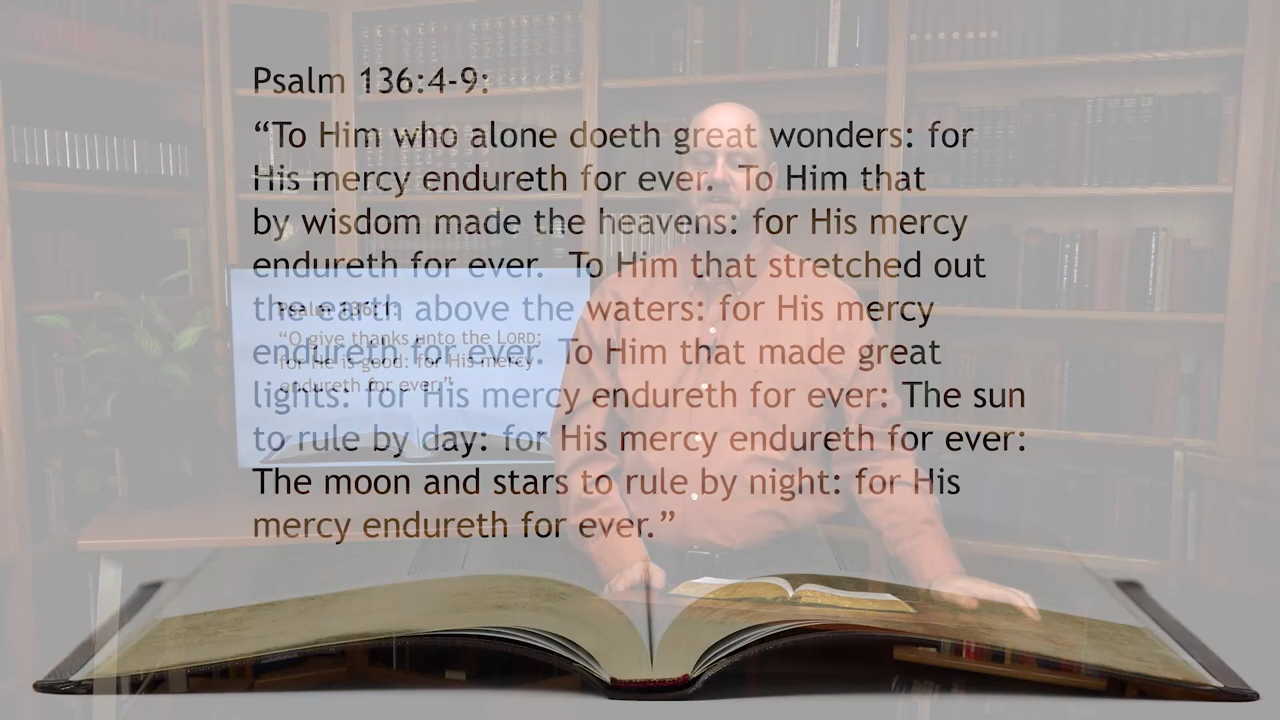 Psalm 136:4-9:
“To Him who alone doeth great wonders: for
His mercy endureth for ever.  To Him that
by wisdom made the heavens: for His mercy
endureth for ever.  To Him that stretched out
the earth above the waters: for His mercy
endureth for ever.  To Him that made great
lights: for His mercy endureth for ever: The sun
to rule by day: for His mercy endureth for ever:
The moon and stars to rule by night: for His
mercy endureth for ever.”
Psalm 136:1:
“O give thanks unto the LORD;
for He is good: for His mercy
endureth for ever.”